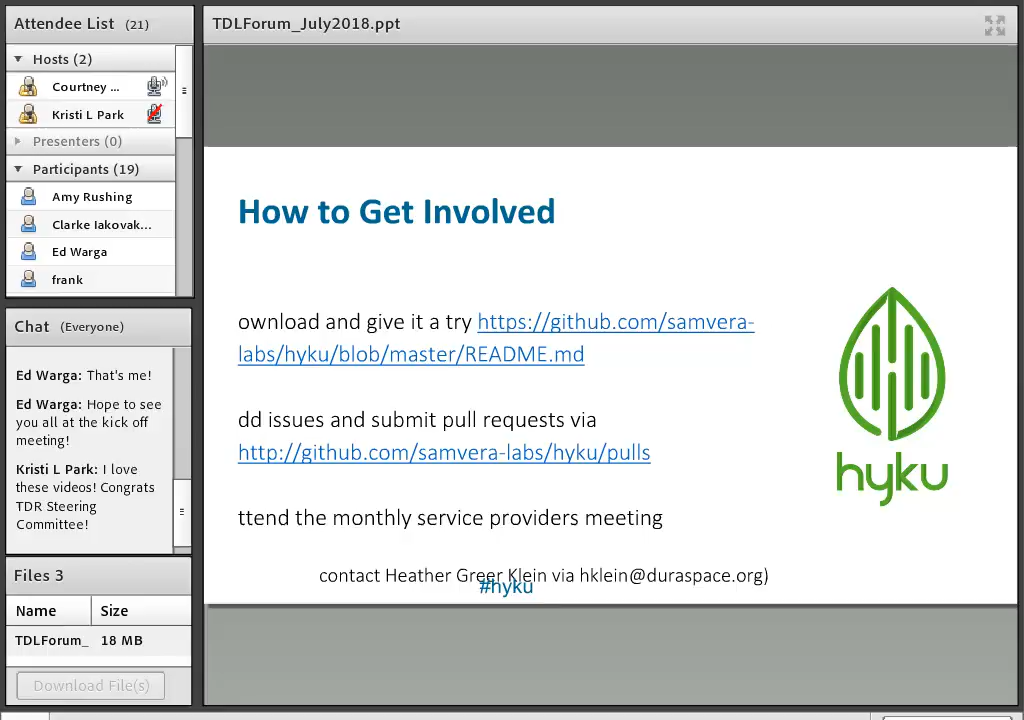 Attendee List (21)
Hosts (2)
Courtney ...
Kristi L Park
Presenters (0)
Participants (19)
Amy Rushing
Clarke Iakovak...
Ed Warga
frank
Chat (Everyone)
Ed Warga: That's me!
Ed Warga: Hope to see
you all at the kick off
meeting!
Kristi L Park: I love
these videos! Congrats
TDR Steering
Committee!
Files 3
Name Size
TDLForum_ 18 MB
Download File(s)
TDLForum_July2018.ppt
How to Get Involved
ownload and give it a try https://github.com/samvera-
labs/hyku/blob/master/README.md
dd issues and submit pull requests via
http://github.com/samvera-labs/hyku/pulls
ttend the monthly service providers meeting
contact Heather Greer Klein via hklein@duraspace.org)
#hyku
hyku